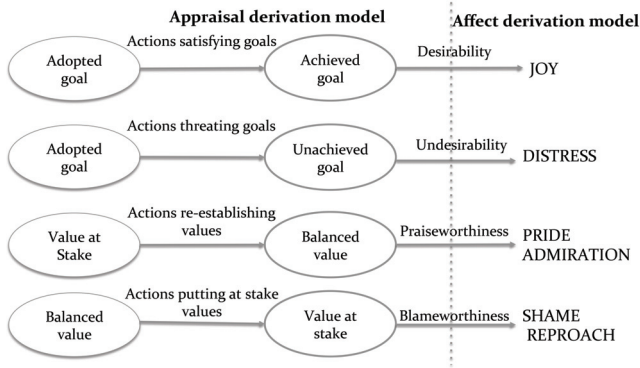 Appraisal derivation model
Affect derivation model
Adopted
goal
Actions satisfying goals
Achieved
goal
Desirability
JOY
Adopted
goal
Actions threating goals
Unachieved
goal
Undesirability
DISTRESS
Value at
Stake
Actions re-establishing
values
Balanced
value
Praiseworthiness
PRIDE
ADMIRATION
Balanced
value
Actions putting at stake
values
Value at
stake
Blameworthiness
SHAME
REPROACH